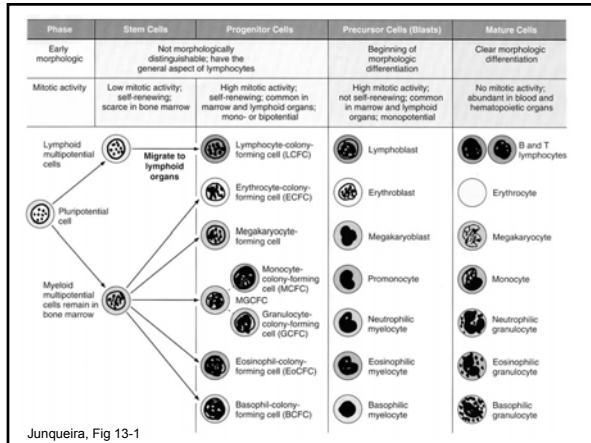 Phase
Stem Cells
Progenitor Cells
Precursor Cells (Blasts)
Mature Cells
Early
morphologic
Not morphologically
distinguishable; have the
general aspect of lymphocytes
Beginning of
morphologic
differentiation
Clear morphologic
differentiation
Mitotic activity
Low mitotic activity;
self-renewing;
scarce in bone marrow
High mitotic activity;
self-renewing; common in
marrow and lymphoid organs;
mono- or bipotential
High mitotic activity;
not self-renewing; common
in marrow and lymphoid
organs; monopotential
No mitotic activity;
abundant in blood and
hematopoietic organs
Lymphoid
multipotential
cells
Migrate to
lymphoid
organs
Lymphocyte-colony-
forming cell (LCFC)
Lymphoblast
B and T
lymphocytes
Erythrocyte-colony-
forming cell (ECFC)
Erythroblast
Erythrocyte
Pluripotential
cell
Megakaryocyte-
forming cell
Megakaryoblast
Megakaryocyte
Myeloid
multipotential
cells remain in
bone marrow
Monocyte-
colony-forming
cell (MCFC)
MGCFC
Granulocyte-
colony-forming
cell (GCFC)
Promonocyte
Monocyte
Neutrophilic
myelocyte
Neutrophilic
granulocyte
Eosinophil-colony-
forming cell (EoCFC)
Eosinophilic
myelocyte
Eosinophilic
granulocyte
Basophil-colony-
forming cell (BCFC)
Basophilic
myelocyte
Basophilic
granulocyte
Junqueira, Fig 13-1